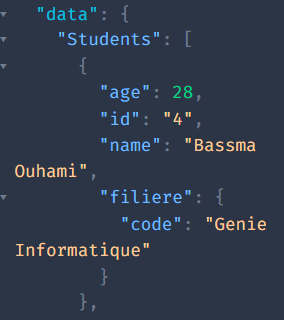 "data": {
"Students": [
{
"age": 28,
"id": "4",
"name": "Bassma
Ouhami",
"filiere": {
"code": "Genie
Informatique"
}
},